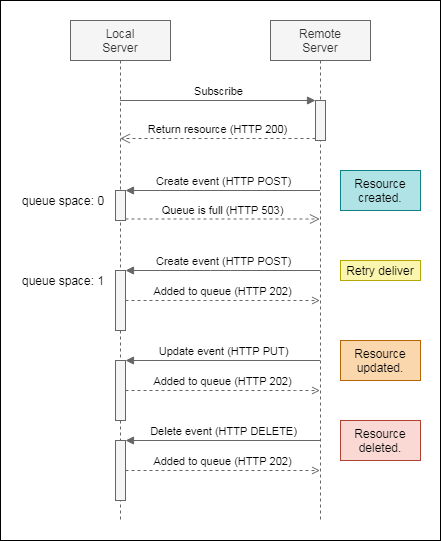 Local
Server
Remote
Server
Subscribe
Return resource (HTTP 200)
Create event (HTTP POST)
Resource
created.
queue space: 0
Queue is full (HTTP 503)
Create event (HTTP POST)
Retry deliver
queue space: 1
Added to queue (HTTP 202)
Update event (HTTP PUT)
Resource
updated.
Added to queue (HTTP 202)
Delete event (HTTP DELETE)
Resource
deleted.
Added to queue (HTTP 202)